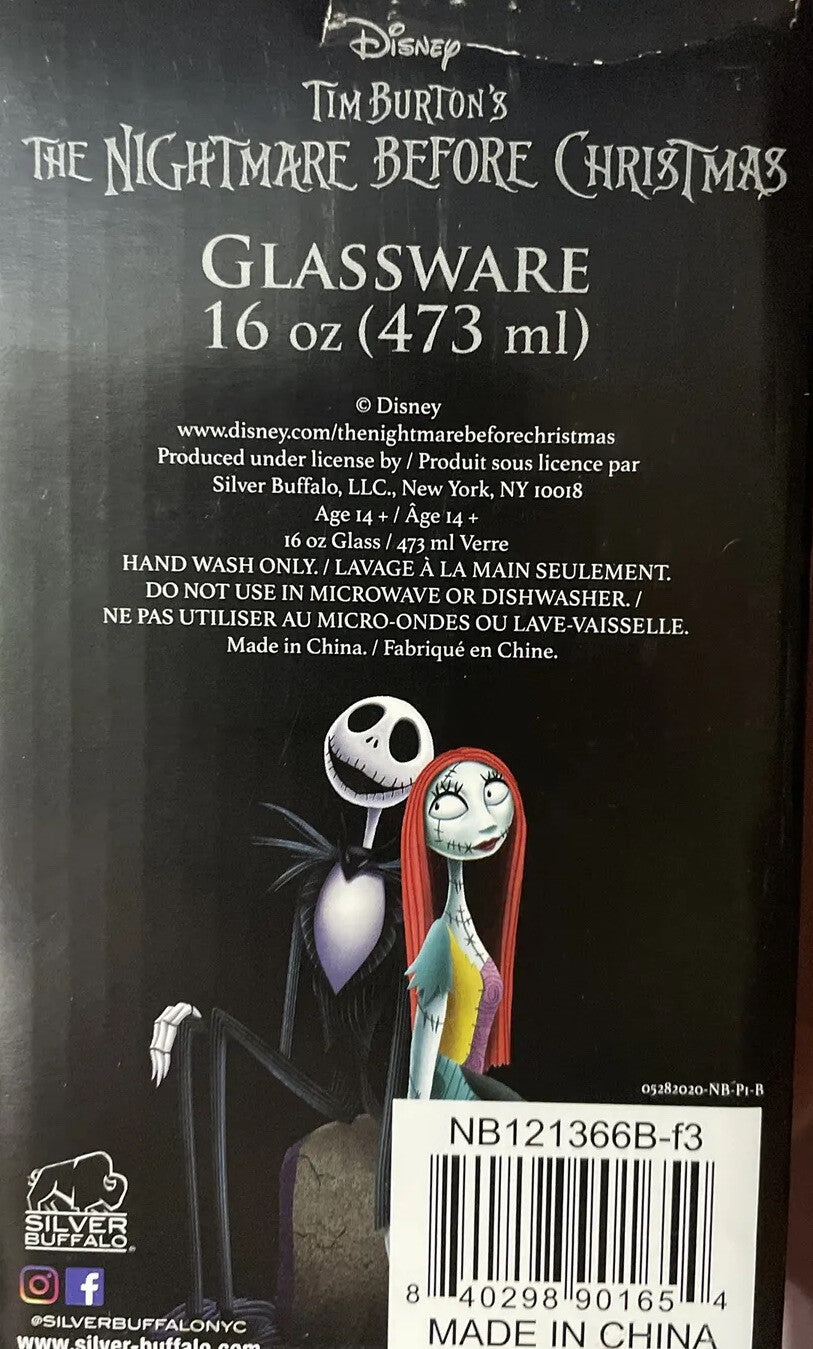 Disney
Tim Burton's
The Nightmare Before Christmas
Glassware
16 oz (473 ml)
© Disney
www.disney.com/thenightmarebeforechristmas
Produced under license by / Produit sous licence par
Silver Buffalo, LLC., New York, NY 10018
Age 14 + / Âge 14 +
16 oz Glass / 473 ml Verre
HAND WASH ONLY. / LAVAGE À LA MAIN SEULEMENT.
DO NOT USE IN MICROWAVE OR DISHWASHER. /
NE PAS UTILISER AU MICRO-ONDES OU LAVE-VAISSELLE.
Made in China. / Fabriqué en Chine.
05282020-NB-P1-B
NB121366B-f3
8 40298 90165 4
MADE IN CHINA
SILVER
BUFFALO
@SILVERBUFFALONYC
www.silver-buffalo.com